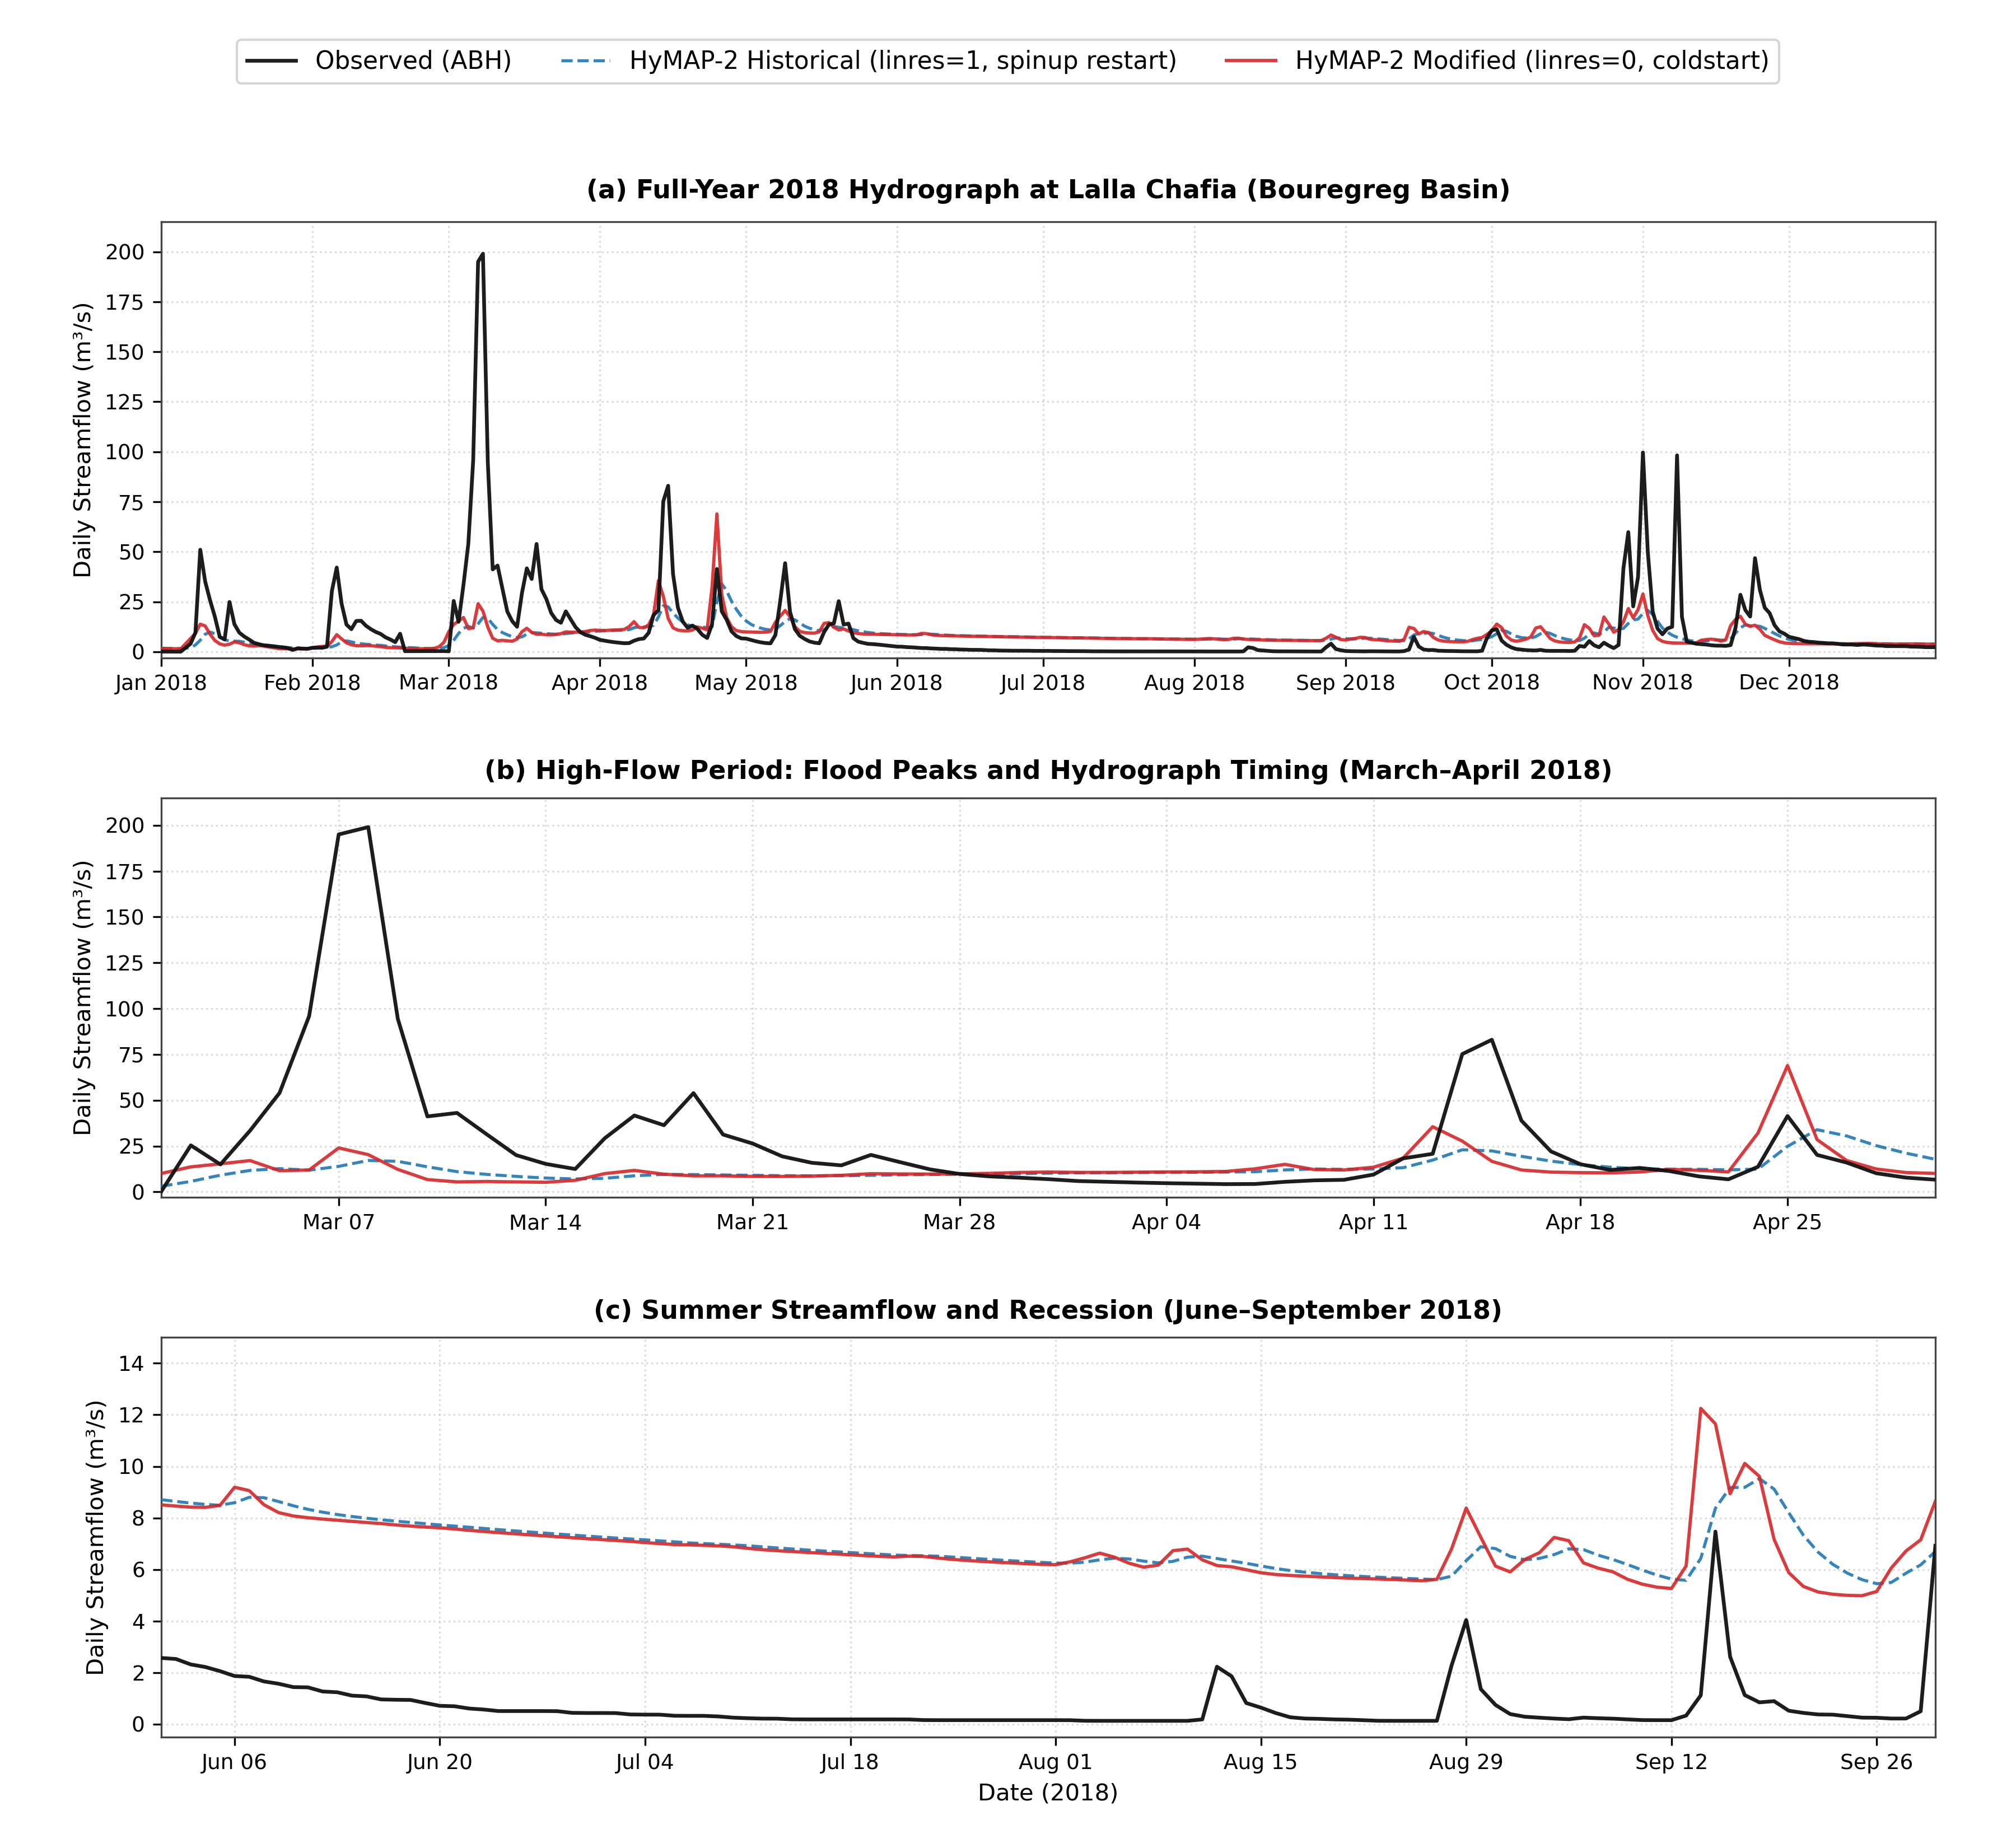 Observed (ABH) HyMAP-2 Historical (linres=1, spinup restart) HyMAP-2 Modified (linres=0, coldstart)
(a) Full-Year 2018 Hydrograph at Lalla Chafia (Bouregreg Basin)
Daily Streamflow (m³/s)
200
175
150
125
100
75
50
25
0
Jan 2018 Feb 2018 Mar 2018 Apr 2018 May 2018 Jun 2018 Jul 2018 Aug 2018 Sep 2018 Oct 2018 Nov 2018 Dec 2018
(b) High-Flow Period: Flood Peaks and Hydrograph Timing (March–April 2018)
Daily Streamflow (m³/s)
200
175
150
125
100
75
50
25
0
Mar 07 Mar 14 Mar 21 Mar 28 Apr 04 Apr 11 Apr 18 Apr 25
(c) Summer Streamflow and Recession (June–September 2018)
Daily Streamflow (m³/s)
14
12
10
8
6
4
2
0
Jun 06 Jun 20 Jul 04 Jul 18 Aug 01 Aug 15 Aug 29 Sep 12 Sep 26
Date (2018)